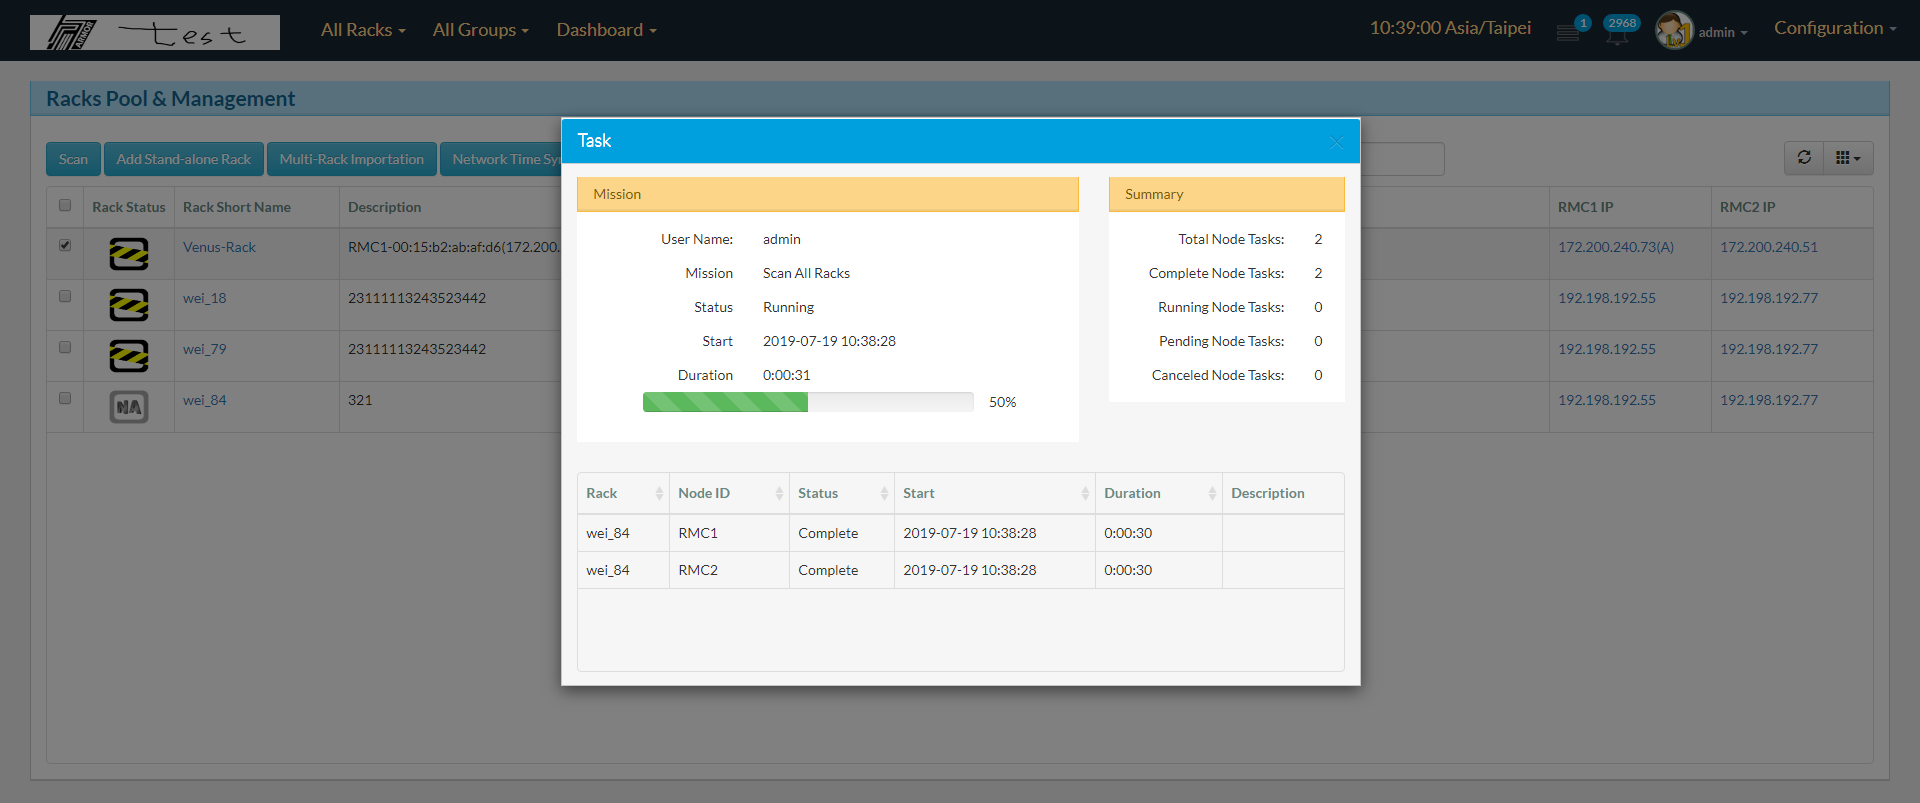 ARMOR test All Racks All Groups Dashboard 10:39:00 Asia/Taipei 1 2968 admin Configuration
Racks Pool & Management
Scan Add Stand-alone Rack Multi-Rack Importation Network Time
Rack Status Rack Short Name Description RMC1 IP RMC2 IP
Venus-Rack RMC1-00:15:b2:ab:af:d6(172.200. 172.200.240.73(A) 172.200.240.51
wei_18 23111113243523442 192.198.192.55 192.198.192.77
wei_79 23111113243523442 192.198.192.55 192.198.192.77
NA wei_84 321 192.198.192.55 192.198.192.77
Task
Mission
User Name: admin
Mission Scan All Racks
Status Running
Start 2019-07-19 10:38:28
Duration 0:00:31
50%
Summary
Total Node Tasks: 2
Complete Node Tasks: 2
Running Node Tasks: 0
Pending Node Tasks: 0
Canceled Node Tasks: 0
Rack Node ID Status Start Duration Description
wei_84 RMC1 Complete 2019-07-19 10:38:28 0:00:30
wei_84 RMC2 Complete 2019-07-19 10:38:28 0:00:30